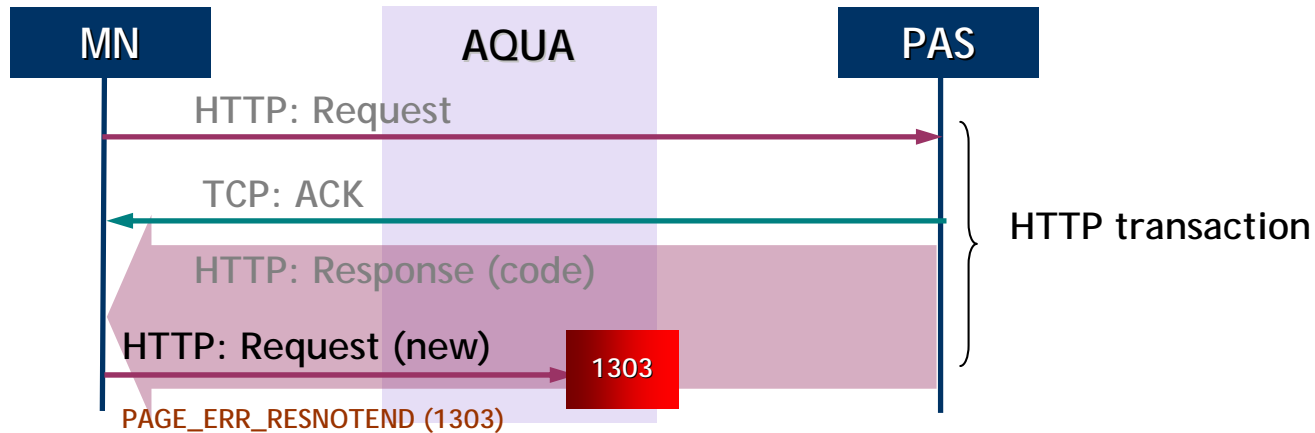 MN
AQUA
PAS
HTTP: Request
TCP: ACK
HTTP transaction
HTTP: Response (code)
HTTP: Request (new)
1303
PAGE_ERR_RESNOTEND (1303)